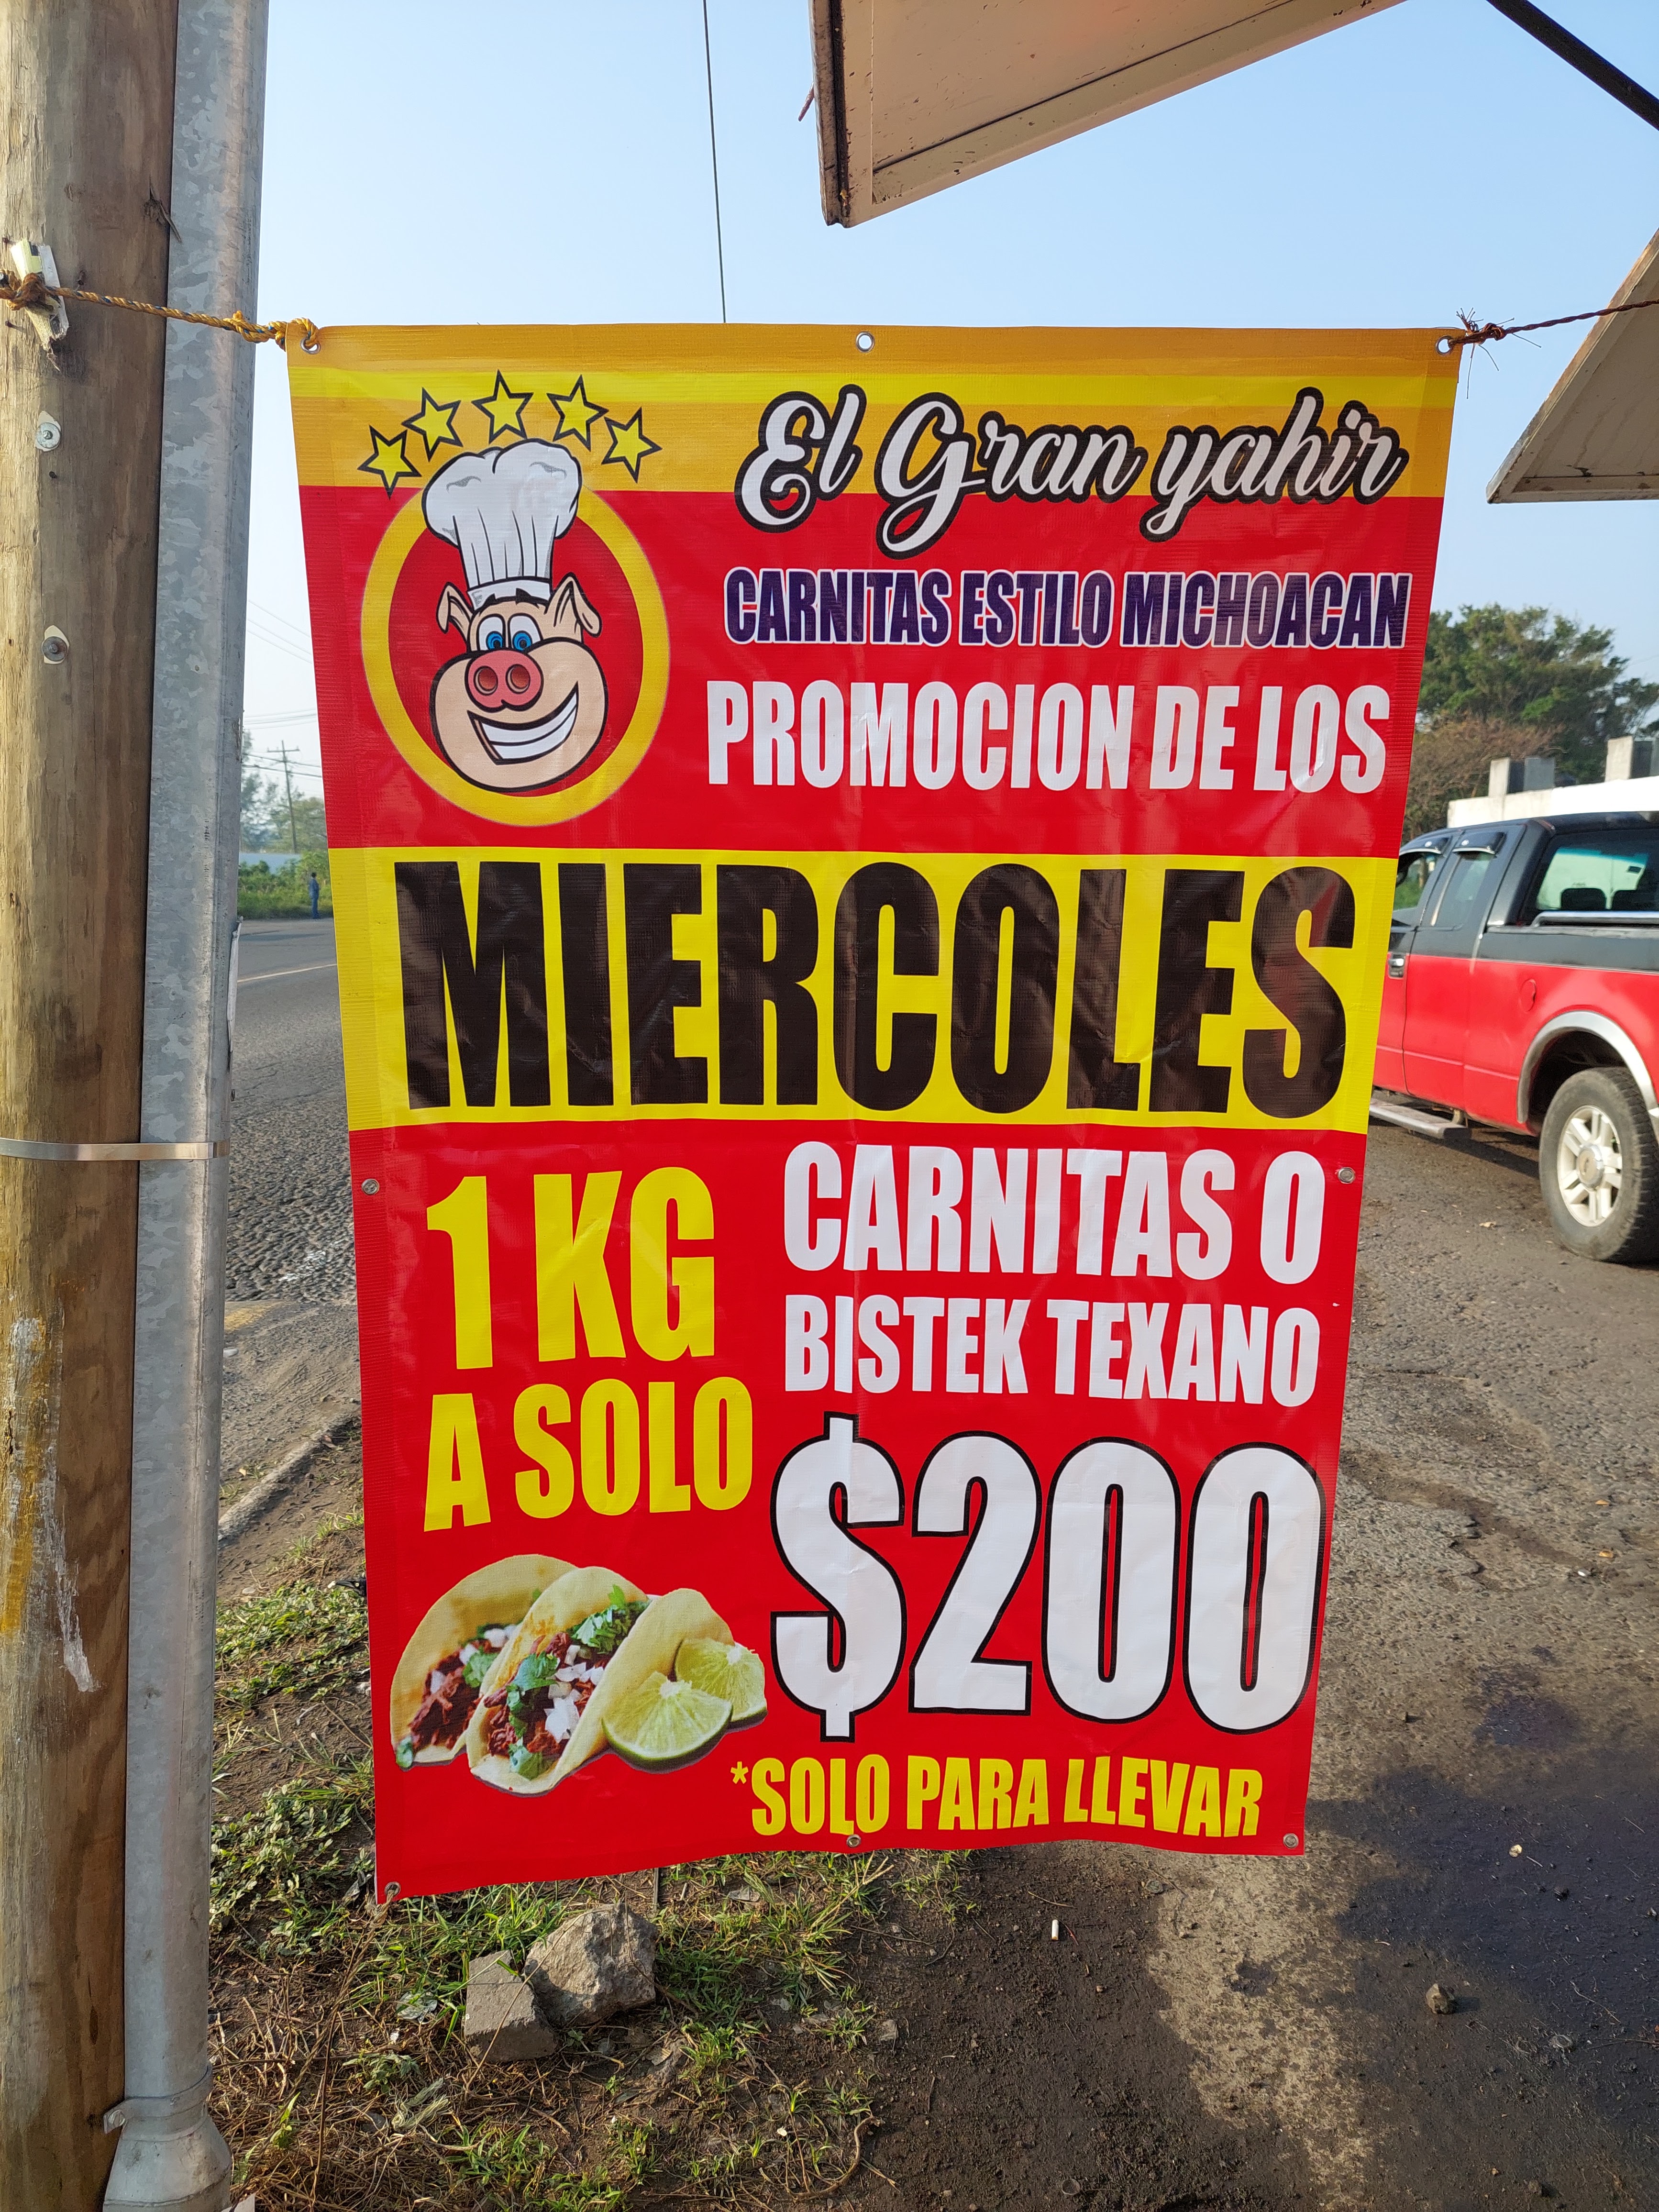 El Gran yahir
CARNITAS ESTILO MICHOACAN
PROMOCION DE LOS
MIERCOLES
1 KG
A SOLO
CARNITAS O
BISTEK TEXANO
$200
*SOLO PARA LLEVAR